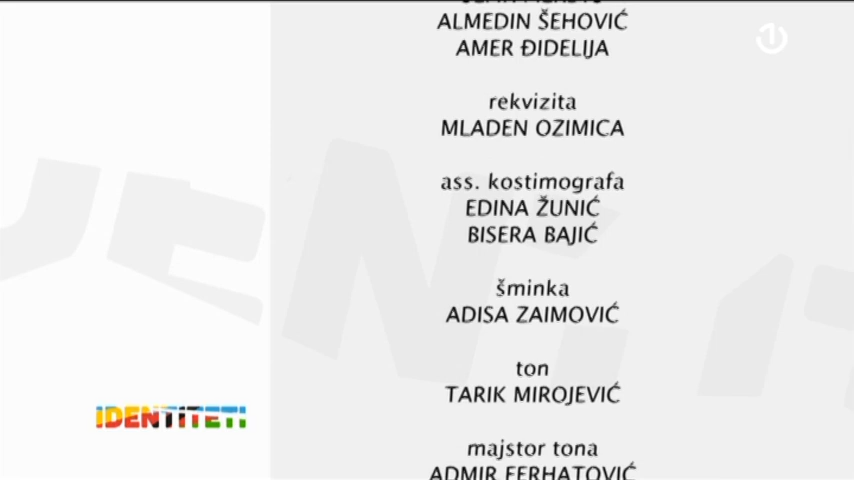 ALMEDIN ŠEHOVIĆ
AMER ĐIDELIJA
1
rekvizita
MLADEN OZIMICA
ass. kostimografa
EDINA ŽUNIĆ
BISERA BAJIĆ
šminka
ADISA ZAIMOVIĆ
ton
TARIK MIROJEVIĆ
IDENTITETI
majstor tona
ADMIR FERHATOVIĆ